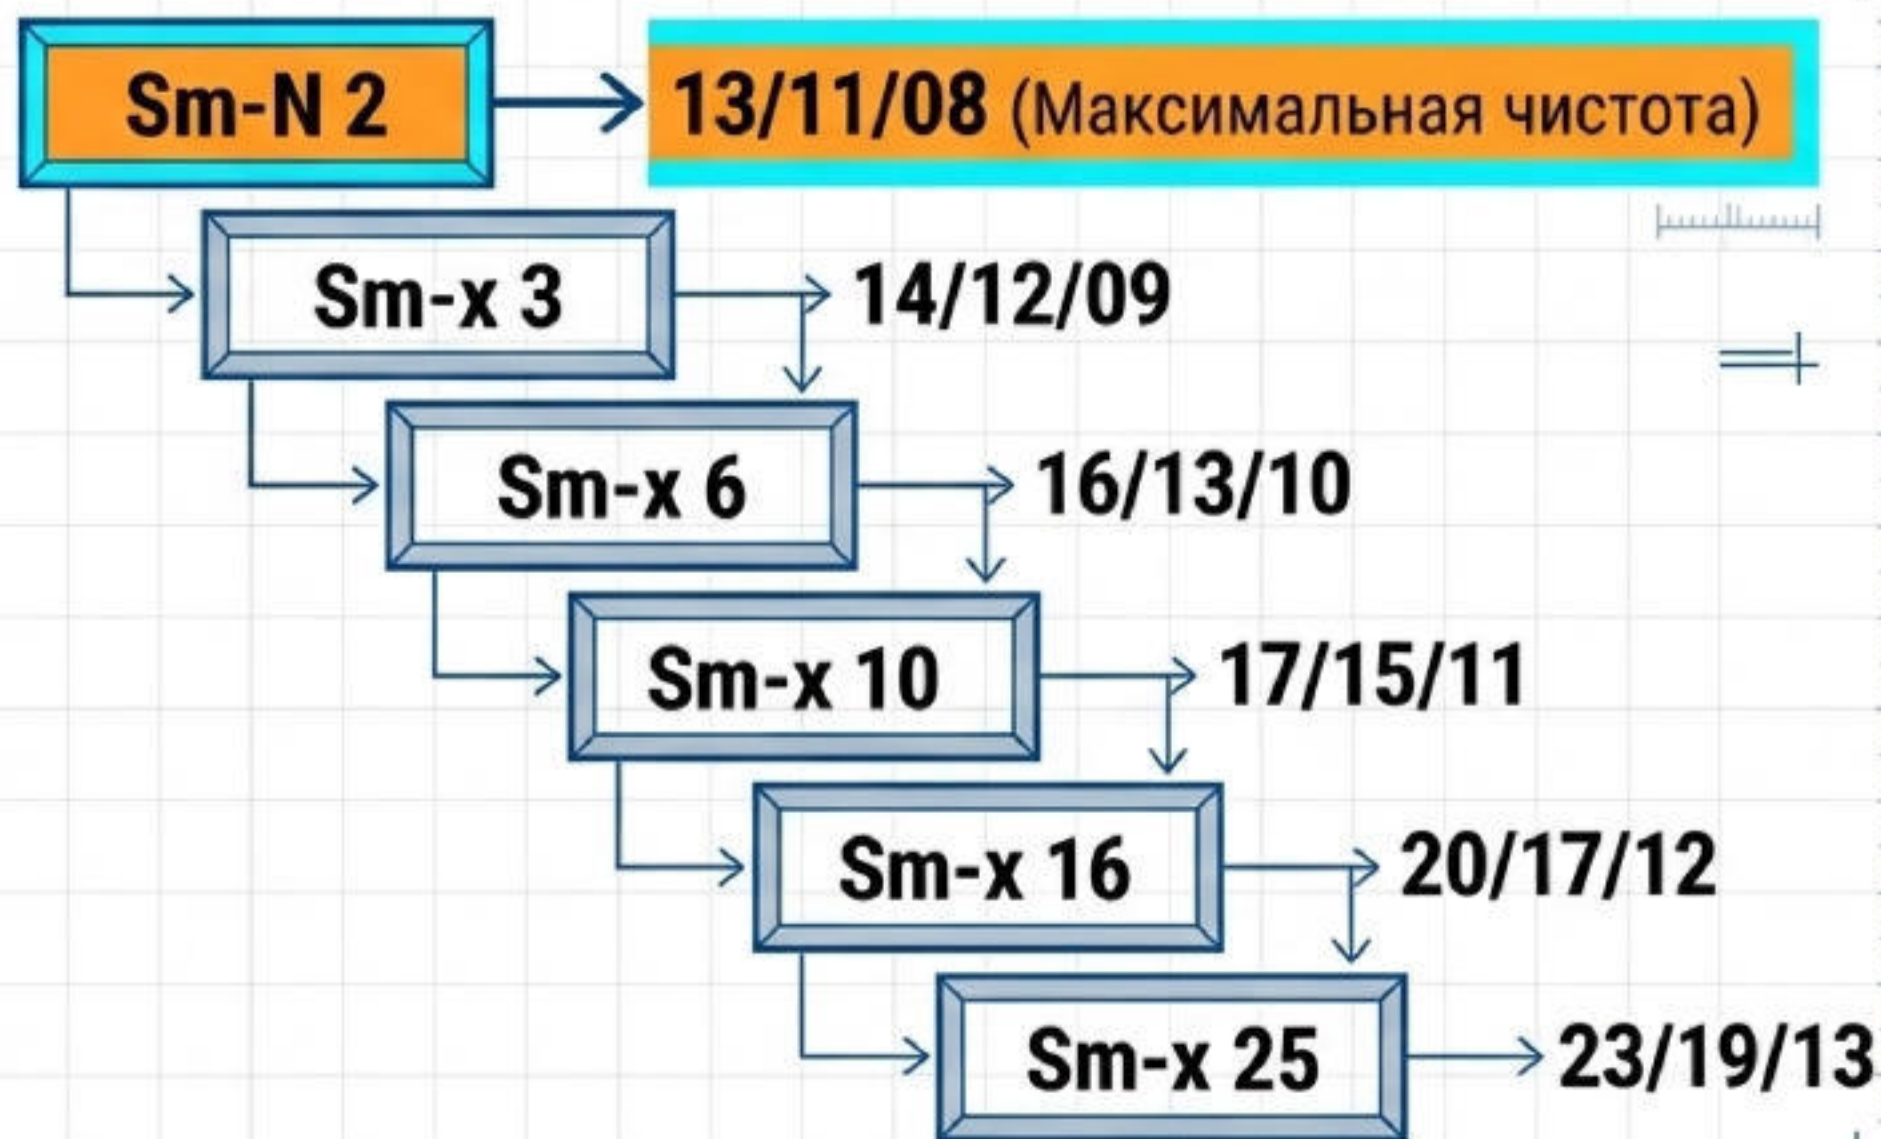 Sm-N 2 13/11/08 (Максимальная чистота)
Sm-x 3 14/12/09
Sm-x 6 16/13/10
Sm-x 10 17/15/11
Sm-x 16 20/17/12
Sm-x 25 23/19/13